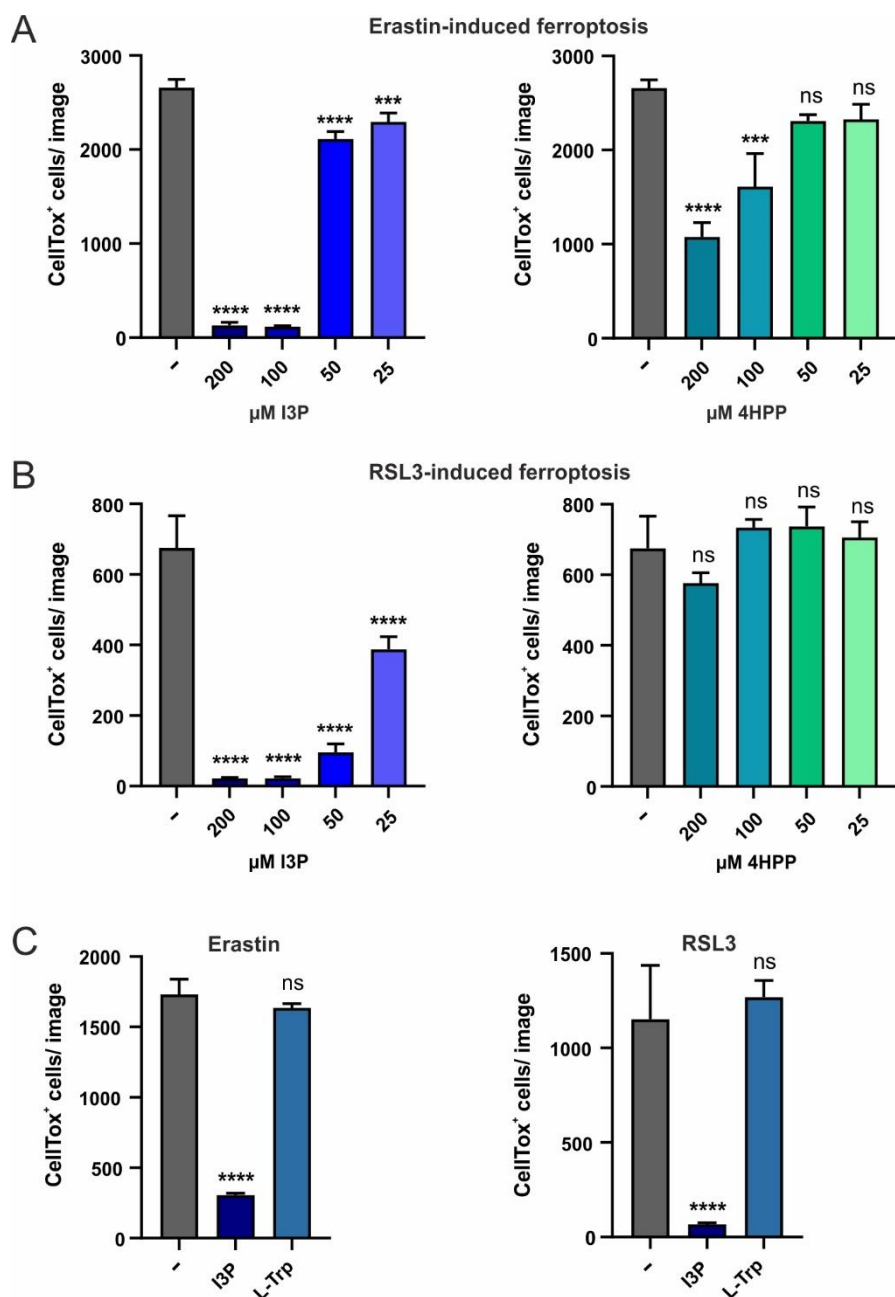 A
Erastin-induced ferroptosis
CellTox⁺ cells/ image
3000
2000
1000
0
****
****
****
***
-
200
100
50
25
µM I3P
CellTox⁺ cells/ image
3000
2000
1000
0
****
***
ns
ns
-
200
100
50
25
µM 4HPP
B
RSL3-induced ferroptosis
CellTox⁺ cells/ image
800
600
400
200
0
****
****
****
****
-
200
100
50
25
µM I3P
CellTox⁺ cells/ image
800
600
400
200
0
ns
ns
ns
ns
-
200
100
50
25
µM 4HPP
C
Erastin
CellTox⁺ cells/ image
2000
1500
1000
500
0
****
ns
-
I3P
L-Trp
RSL3
CellTox⁺ cells/ image
1500
1000
500
0
****
ns
-
I3P
L-Trp